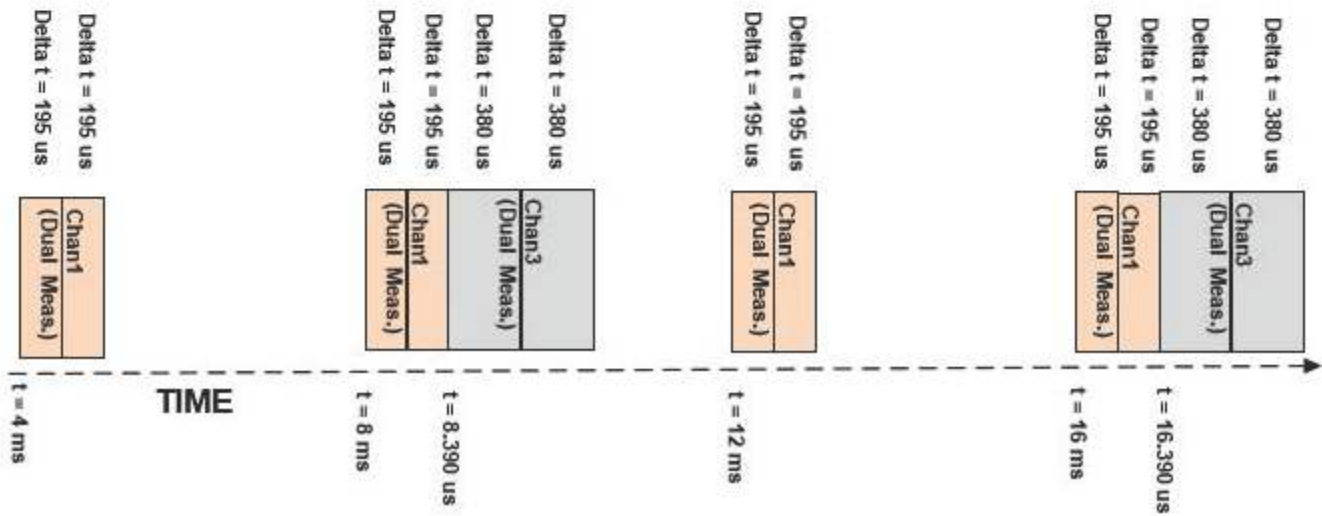 Delta t = 195 us
Delta t = 195 us
Delta t = 195 us
Delta t = 195 us
Delta t = 380 us
Delta t = 380 us
Delta t = 195 us
Delta t = 195 us
Delta t = 195 us
Delta t = 195 us
Delta t = 380 us
Delta t = 380 us
Chan1
(Dual Meas.)
Chan1
(Dual Meas.)
Chan3
(Dual Meas.)
Chan1
(Dual Meas.)
Chan1
(Dual Meas.)
Chan3
(Dual Meas.)
t = 4 ms
TIME
t = 8 ms
t = 8.390 us
t = 12 ms
t = 16 ms
t = 16.390 us